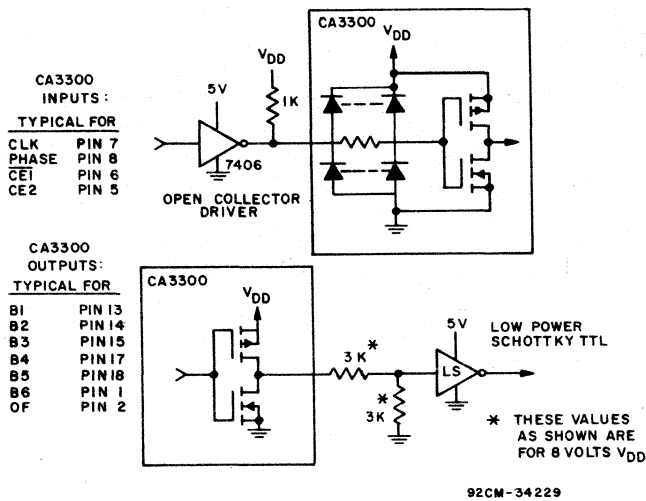 CA3300
INPUTS:
TYPICAL FOR
CLK PIN 7
PHASE PIN 8
CE1 PIN 6
CE2 PIN 5
5V
7406
OPEN COLLECTOR
DRIVER
VDD
1K
CA3300
VDD
CA3300
OUTPUTS:
TYPICAL FOR
B1 PIN 13
B2 PIN 14
B3 PIN 15
B4 PIN 17
B5 PIN 18
B6 PIN 1
OF PIN 2
CA3300
VDD
3K*
*
3K
5V
LS
LOW POWER
SCHOTTKY TTL
* THESE VALUES
AS SHOWN ARE
FOR 8 VOLTS VDD
92CM-34229